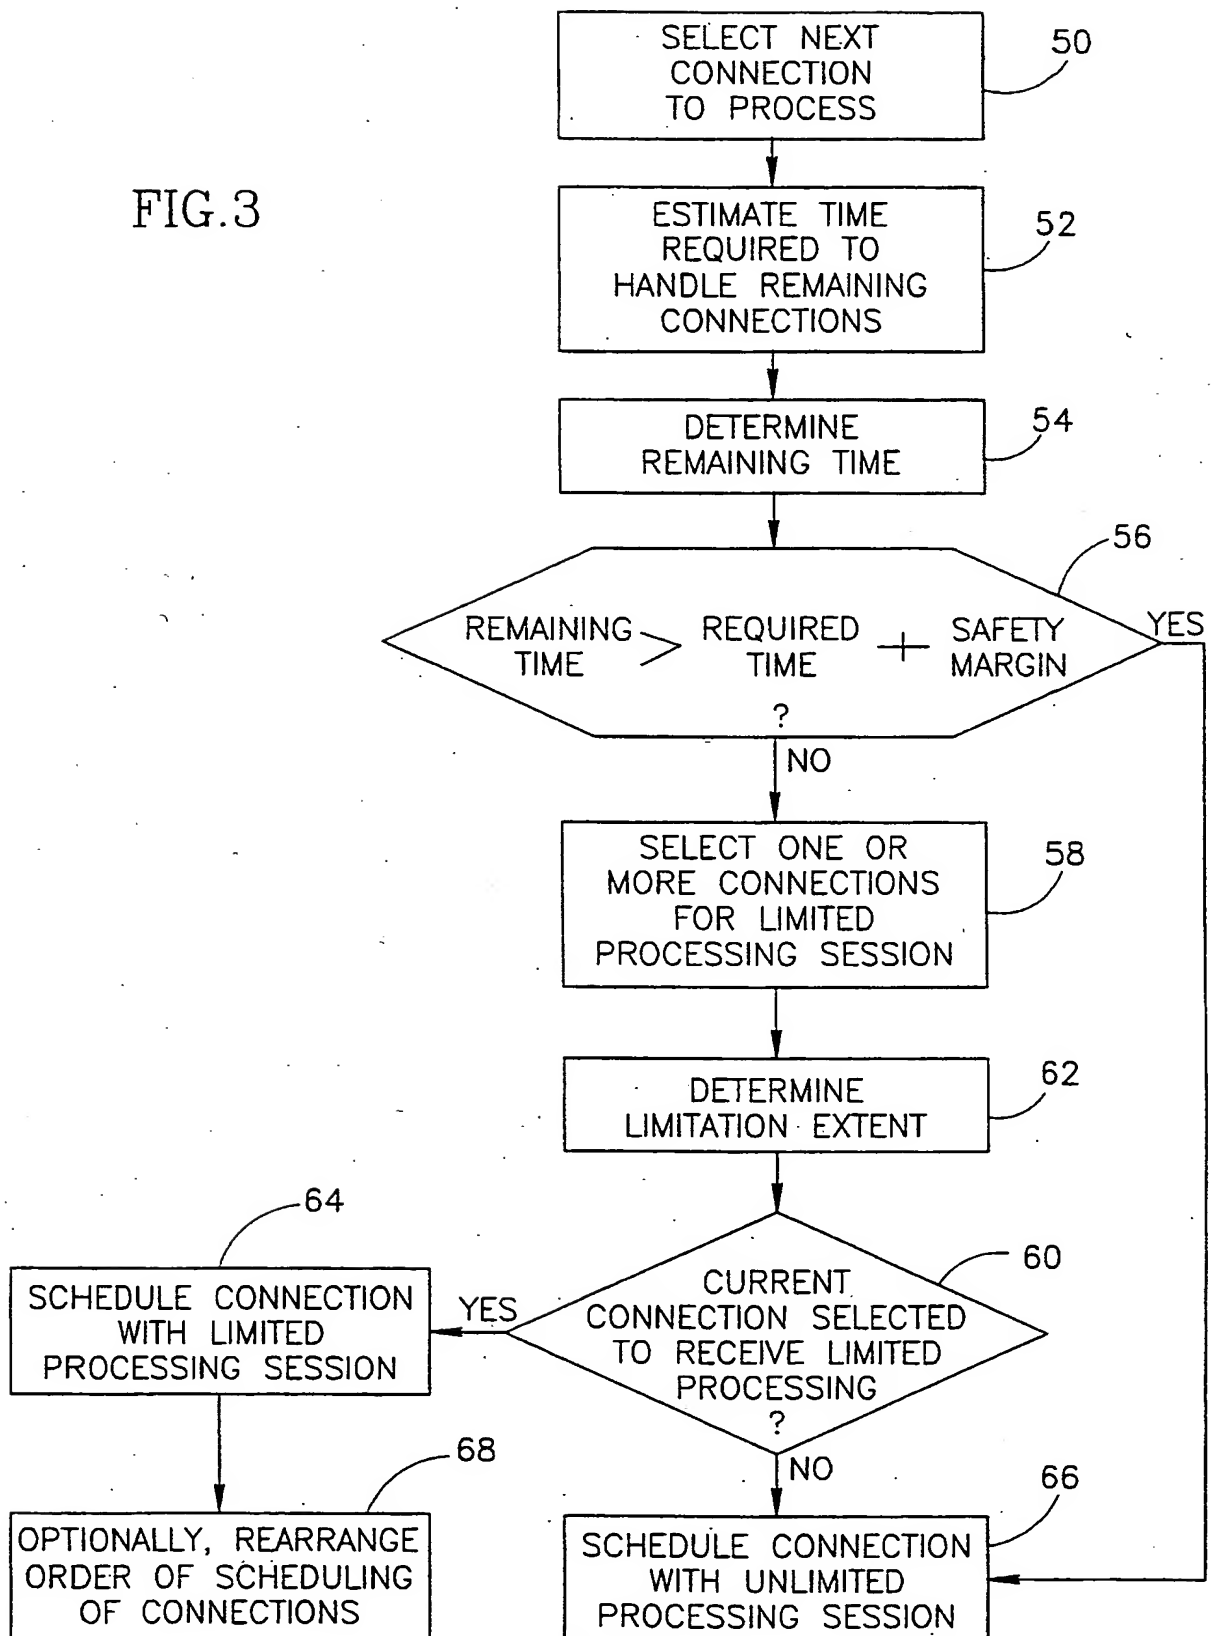 SELECT NEXT
CONNECTION
TO PROCESS
50
FIG.3
ESTIMATE TIME
REQUIRED TO
HANDLE REMAINING
CONNECTIONS
52
DETERMINE
REMAINING TIME
54
56
REMAINING
TIME
>
REQUIRED
TIME
+
SAFETY
MARGIN
?
YES
NO
SELECT ONE OR
MORE CONNECTIONS
FOR LIMITED
PROCESSING SESSION
58
DETERMINE
LIMITATION EXTENT
62
64
60
CURRENT
CONNECTION SELECTED
TO RECEIVE LIMITED
PROCESSING
?
YES
SCHEDULE CONNECTION
WITH LIMITED
PROCESSING SESSION
NO
68
66
OPTIONALLY, REARRANGE
ORDER OF SCHEDULING
OF CONNECTIONS
SCHEDULE CONNECTION
WITH UNLIMITED
PROCESSING SESSION